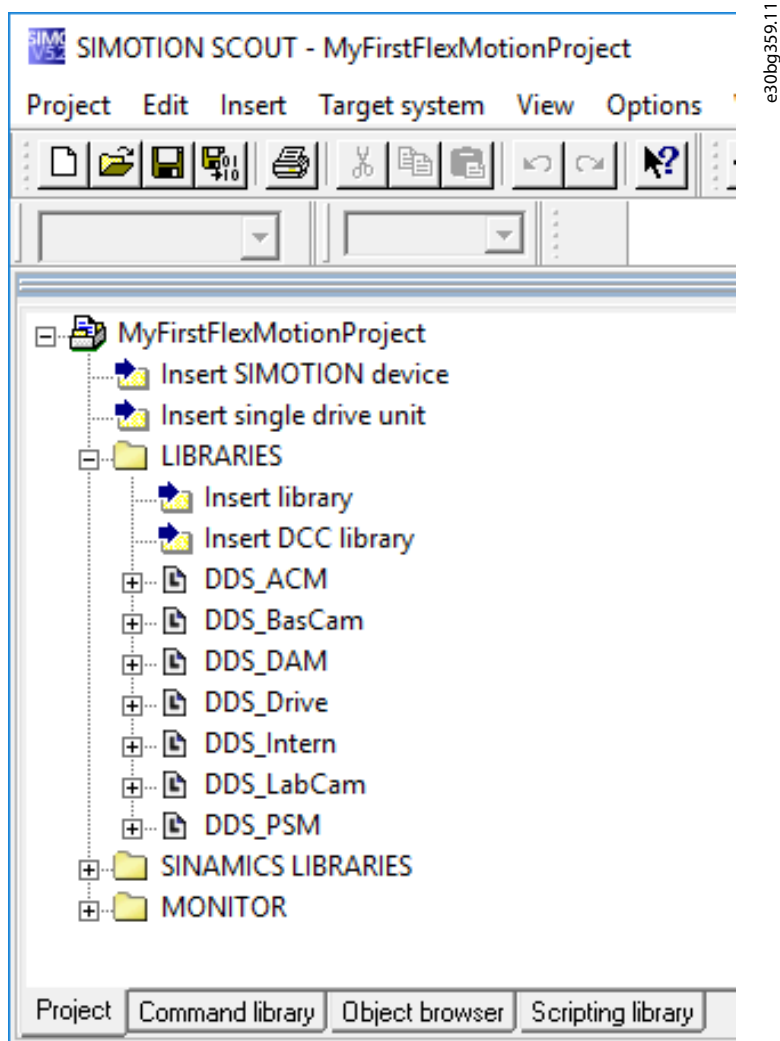 SIMOTION SCOUT - MyFirstFlexMotionProject
e30bg359.11
Project Edit Insert Target system View Options
MyFirstFlexMotionProject
Insert SIMOTION device
Insert single drive unit
LIBRARIES
Insert library
Insert DCC library
DDS_ACM
DDS_BasCam
DDS_DAM
DDS_Drive
DDS_Intern
DDS_LabCam
DDS_PSM
SINAMICS LIBRARIES
MONITOR
Project Command library Object browser Scripting library